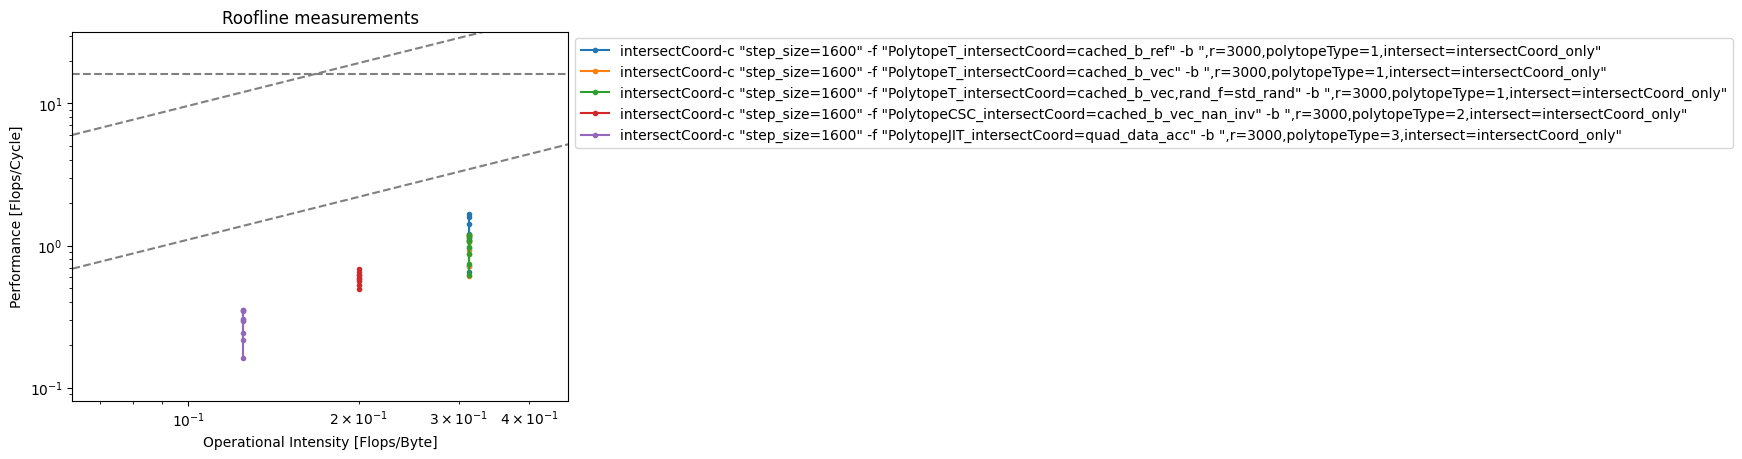 Roofline measurements
Performance [Flops/Cycle]
10^1
10^0
10^-1
10^-1
2 × 10^-1
3 × 10^-1
4 × 10^-1
Operational Intensity [Flops/Byte]
intersectCoord-c "step_size=1600" -f "PolytopeT_intersectCoord=cached_b_ref" -b ",r=3000,polytopeType=1,intersect=intersectCoord_only"
intersectCoord-c "step_size=1600" -f "PolytopeT_intersectCoord=cached_b_vec" -b ",r=3000,polytopeType=1,intersect=intersectCoord_only"
intersectCoord-c "step_size=1600" -f "PolytopeT_intersectCoord=cached_b_vec,rand_f=std_rand" -b ",r=3000,polytopeType=1,intersect=intersectCoord_only"
intersectCoord-c "step_size=1600" -f "PolytopeCSC_intersectCoord=cached_b_vec_nan_inv" -b ",r=3000,polytopeType=2,intersect=intersectCoord_only"
intersectCoord-c "step_size=1600" -f "PolytopeJIT_intersectCoord=quad_data_acc" -b ",r=3000,polytopeType=3,intersect=intersectCoord_only"